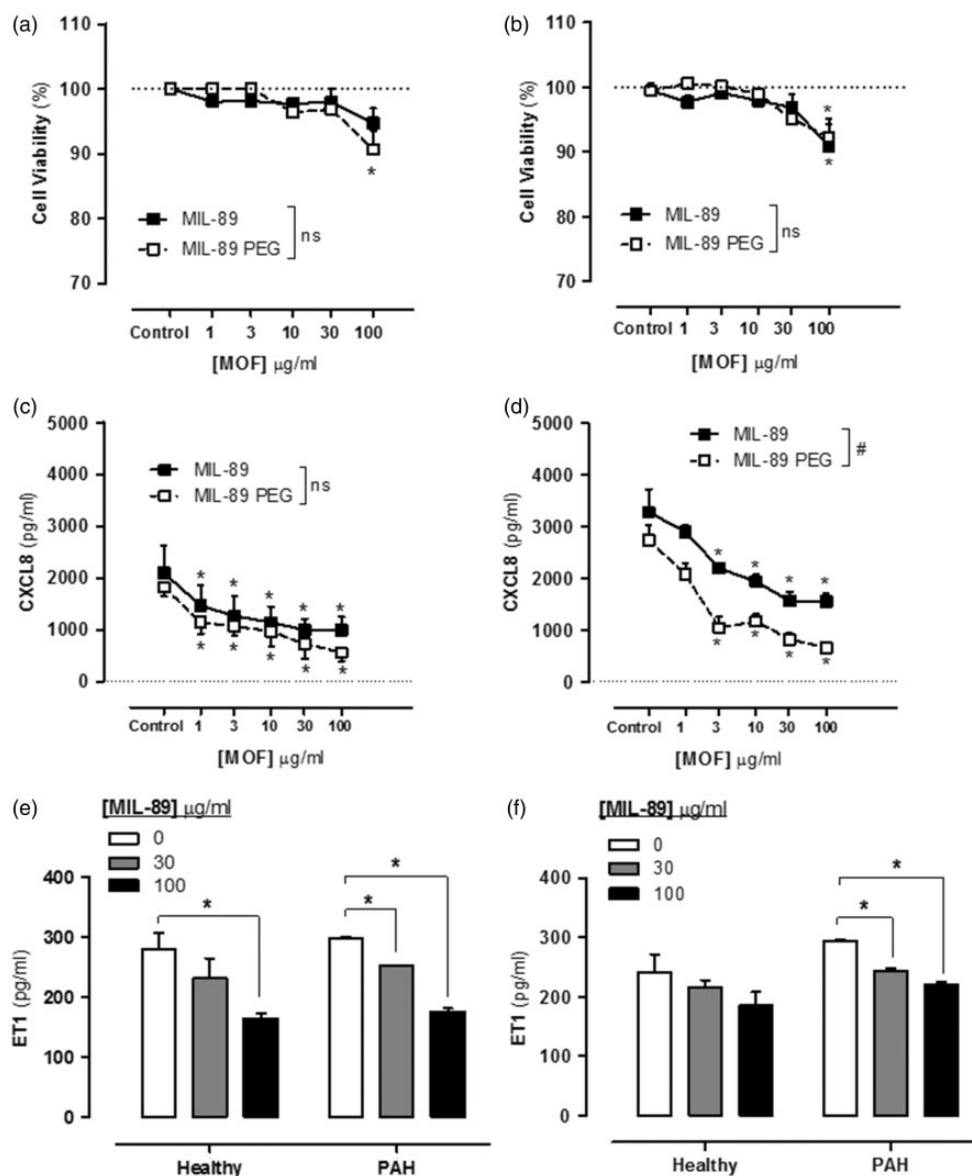 (a)
110
100
90
80
70
Cell Viability (%)
MIL-89
MIL-89 PEG
ns
*
Control 1 3 10 30 100
[MOF] µg/ml
(b)
110
100
90
80
70
Cell Viability (%)
MIL-89
MIL-89 PEG
ns
*
*
Control 1 3 10 30 100
[MOF] µg/ml
(c)
5000
4000
3000
2000
1000
0
CXCL8 (pg/ml)
MIL-89
MIL-89 PEG
ns
* * * * *
* * * * *
Control 1 3 10 30 100
[MOF] µg/ml
(d)
5000
4000
3000
2000
1000
0
CXCL8 (pg/ml)
MIL-89
MIL-89 PEG
#
* * * *
* * * *
Control 1 3 10 30 100
[MOF] µg/ml
(e)
[MIL-89] µg/ml
0
30
100
400
300
200
100
0
ET1 (pg/ml)
*
*
*
Healthy PAH
(f)
[MIL-89] µg/ml
0
30
100
400
300
200
100
0
ET1 (pg/ml)
*
*
Healthy PAH